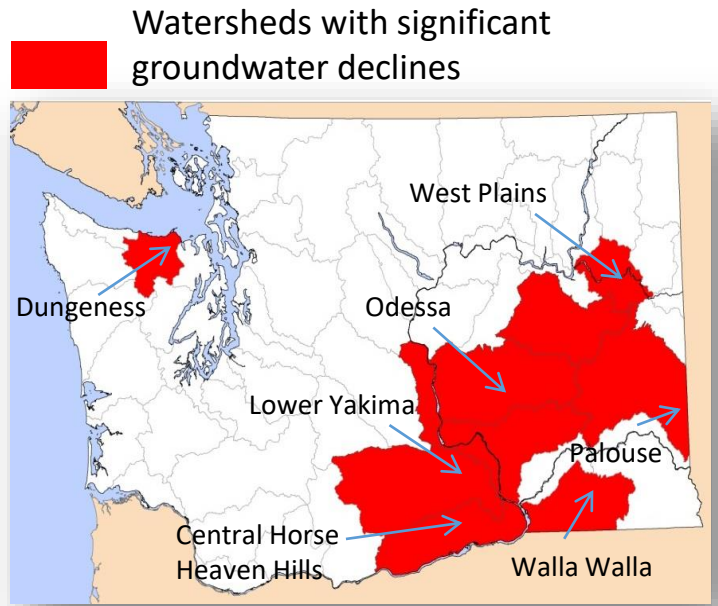 Watersheds with significant
groundwater declines
West Plains
Dungeness
Odessa
Lower Yakima
Palouse
Central Horse
Heaven Hills
Walla Walla